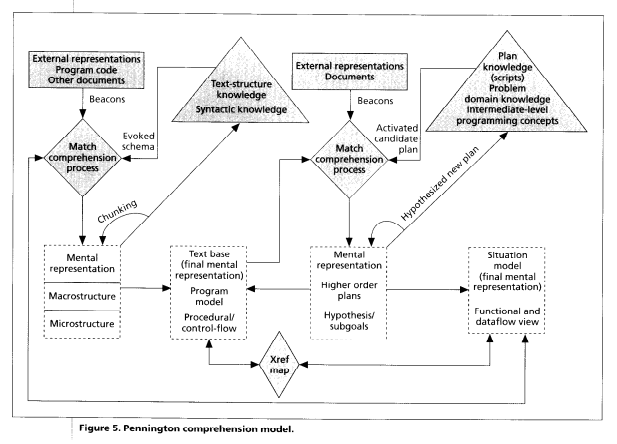 External representations
Program code
Other documents
Beacons
Match
comprehension
process
Evoked
schema
Text-structure
knowledge
Syntactic knowledge
Chunking
Mental
representation
Macrostructure
Microstructure
Text base
(final mental
representation)
Program
model
Procedural/
control-flow
External representations
Documents
Beacons
Match
comprehension
process
Activated
candidate
plan
Plan
knowledge
(scripts)
Problem
domain knowledge
Intermediate-level
programming concepts
Hypothesized new plan
Mental
representation
Higher order
plans
Hypothesis/
subgoals
Situation
model
(final mental
representation)
Functional and
dataflow view
Xref
map
Figure 5. Pennington comprehension model.